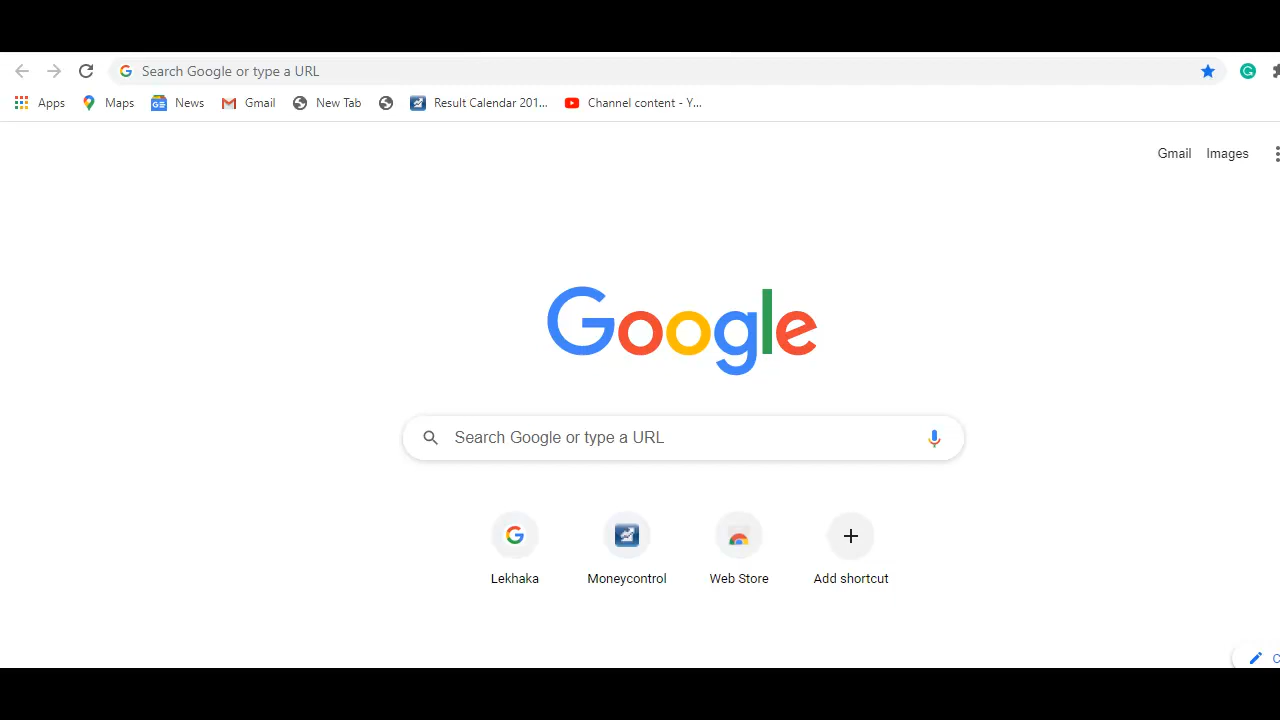 Search Google or type a URL
Apps Maps News Gmail New Tab Result Calendar 201... Channel content - Y...
Gmail Images
Google
Search Google or type a URL
Lekhaka Moneycontrol Web Store Add shortcut